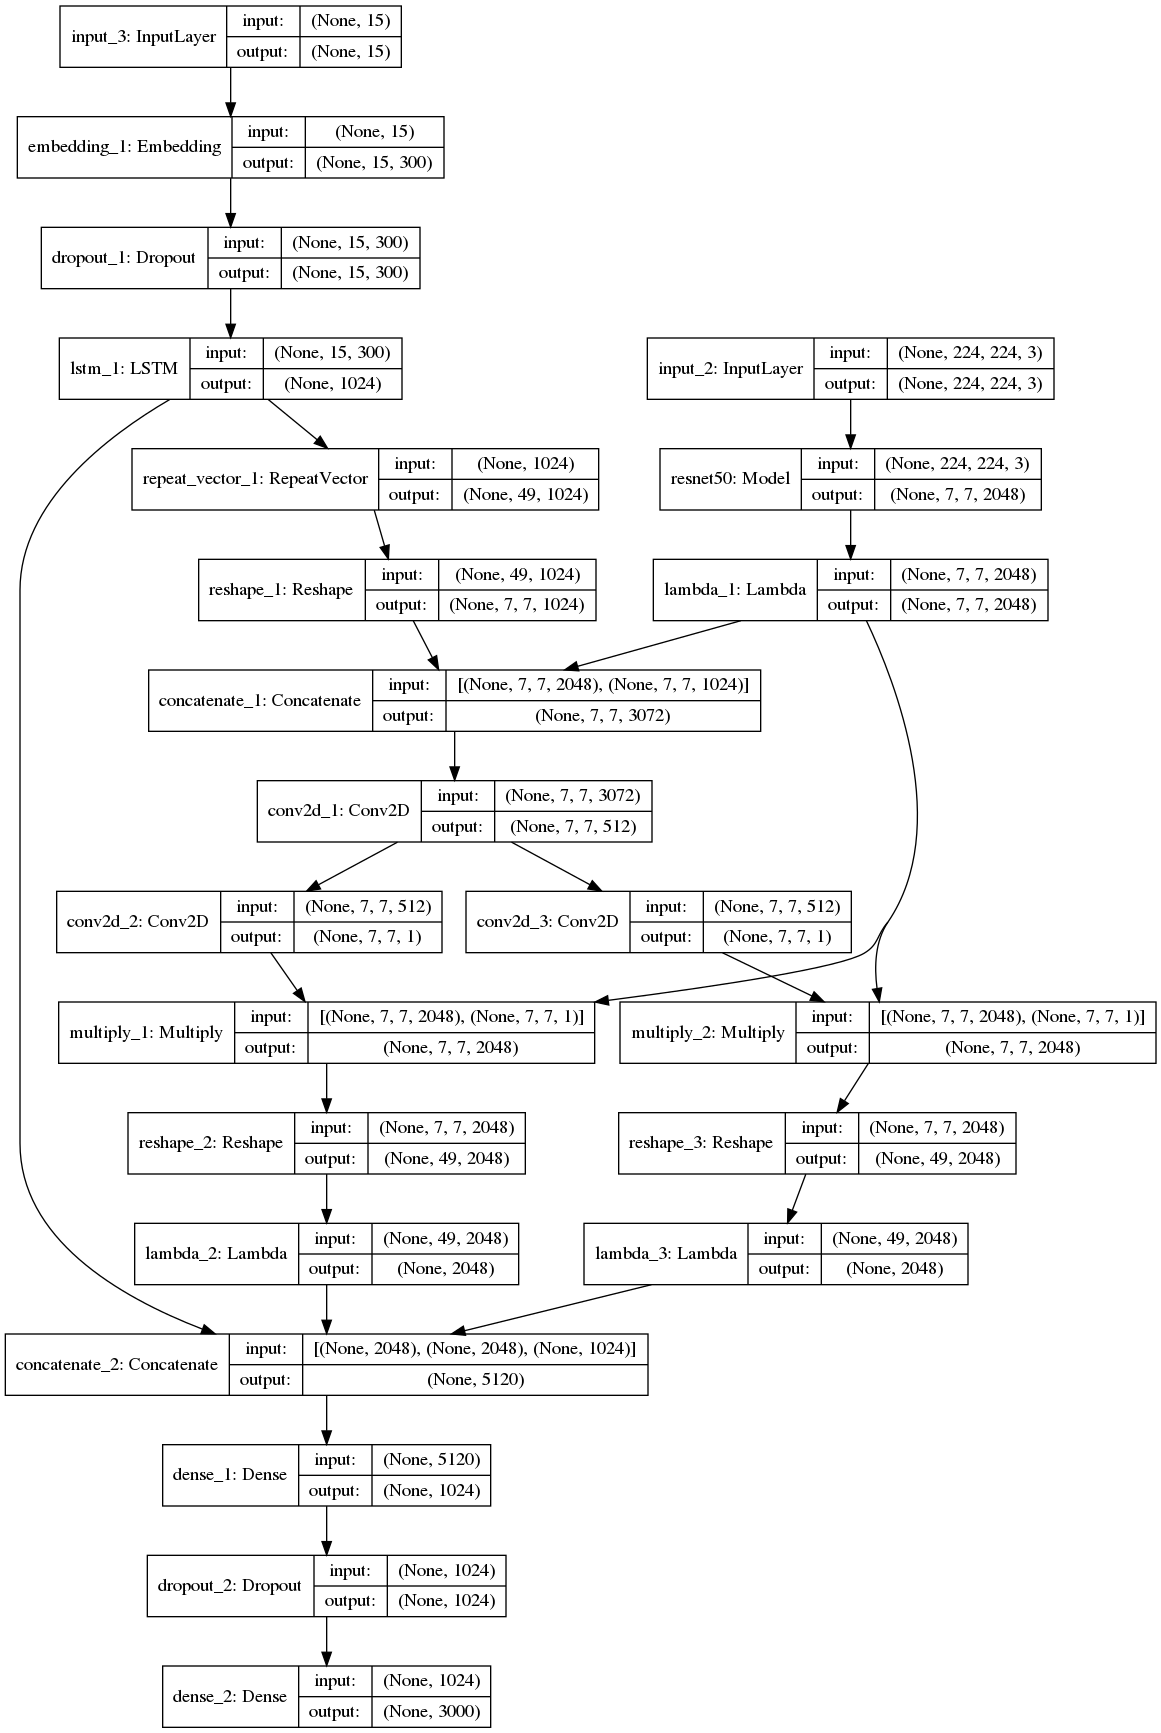 input_3: InputLayer input: (None, 15)
output: (None, 15)
embedding_1: Embedding input: (None, 15)
output: (None, 15, 300)
dropout_1: Dropout input: (None, 15, 300)
output: (None, 15, 300)
lstm_1: LSTM input: (None, 15, 300)
output: (None, 1024)
input_2: InputLayer input: (None, 224, 224, 3)
output: (None, 224, 224, 3)
repeat_vector_1: RepeatVector input: (None, 1024)
output: (None, 49, 1024)
resnet50: Model input: (None, 224, 224, 3)
output: (None, 7, 7, 2048)
reshape_1: Reshape input: (None, 49, 1024)
output: (None, 7, 7, 1024)
lambda_1: Lambda input: (None, 7, 7, 2048)
output: (None, 7, 7, 2048)
concatenate_1: Concatenate input: [(None, 7, 7, 2048), (None, 7, 7, 1024)]
output: (None, 7, 7, 3072)
conv2d_1: Conv2D input: (None, 7, 7, 3072)
output: (None, 7, 7, 512)
conv2d_2: Conv2D input: (None, 7, 7, 512)
output: (None, 7, 7, 1)
conv2d_3: Conv2D input: (None, 7, 7, 512)
output: (None, 7, 7, 1)
multiply_1: Multiply input: [(None, 7, 7, 2048), (None, 7, 7, 1)]
output: (None, 7, 7, 2048)
multiply_2: Multiply input: [(None, 7, 7, 2048), (None, 7, 7, 1)]
output: (None, 7, 7, 2048)
reshape_2: Reshape input: (None, 7, 7, 2048)
output: (None, 49, 2048)
reshape_3: Reshape input: (None, 7, 7, 2048)
output: (None, 49, 2048)
lambda_2: Lambda input: (None, 49, 2048)
output: (None, 2048)
lambda_3: Lambda input: (None, 49, 2048)
output: (None, 2048)
concatenate_2: Concatenate input: [(None, 2048), (None, 2048), (None, 1024)]
output: (None, 5120)
dense_1: Dense input: (None, 5120)
output: (None, 1024)
dropout_2: Dropout input: (None, 1024)
output: (None, 1024)
dense_2: Dense input: (None, 1024)
output: (None, 3000)